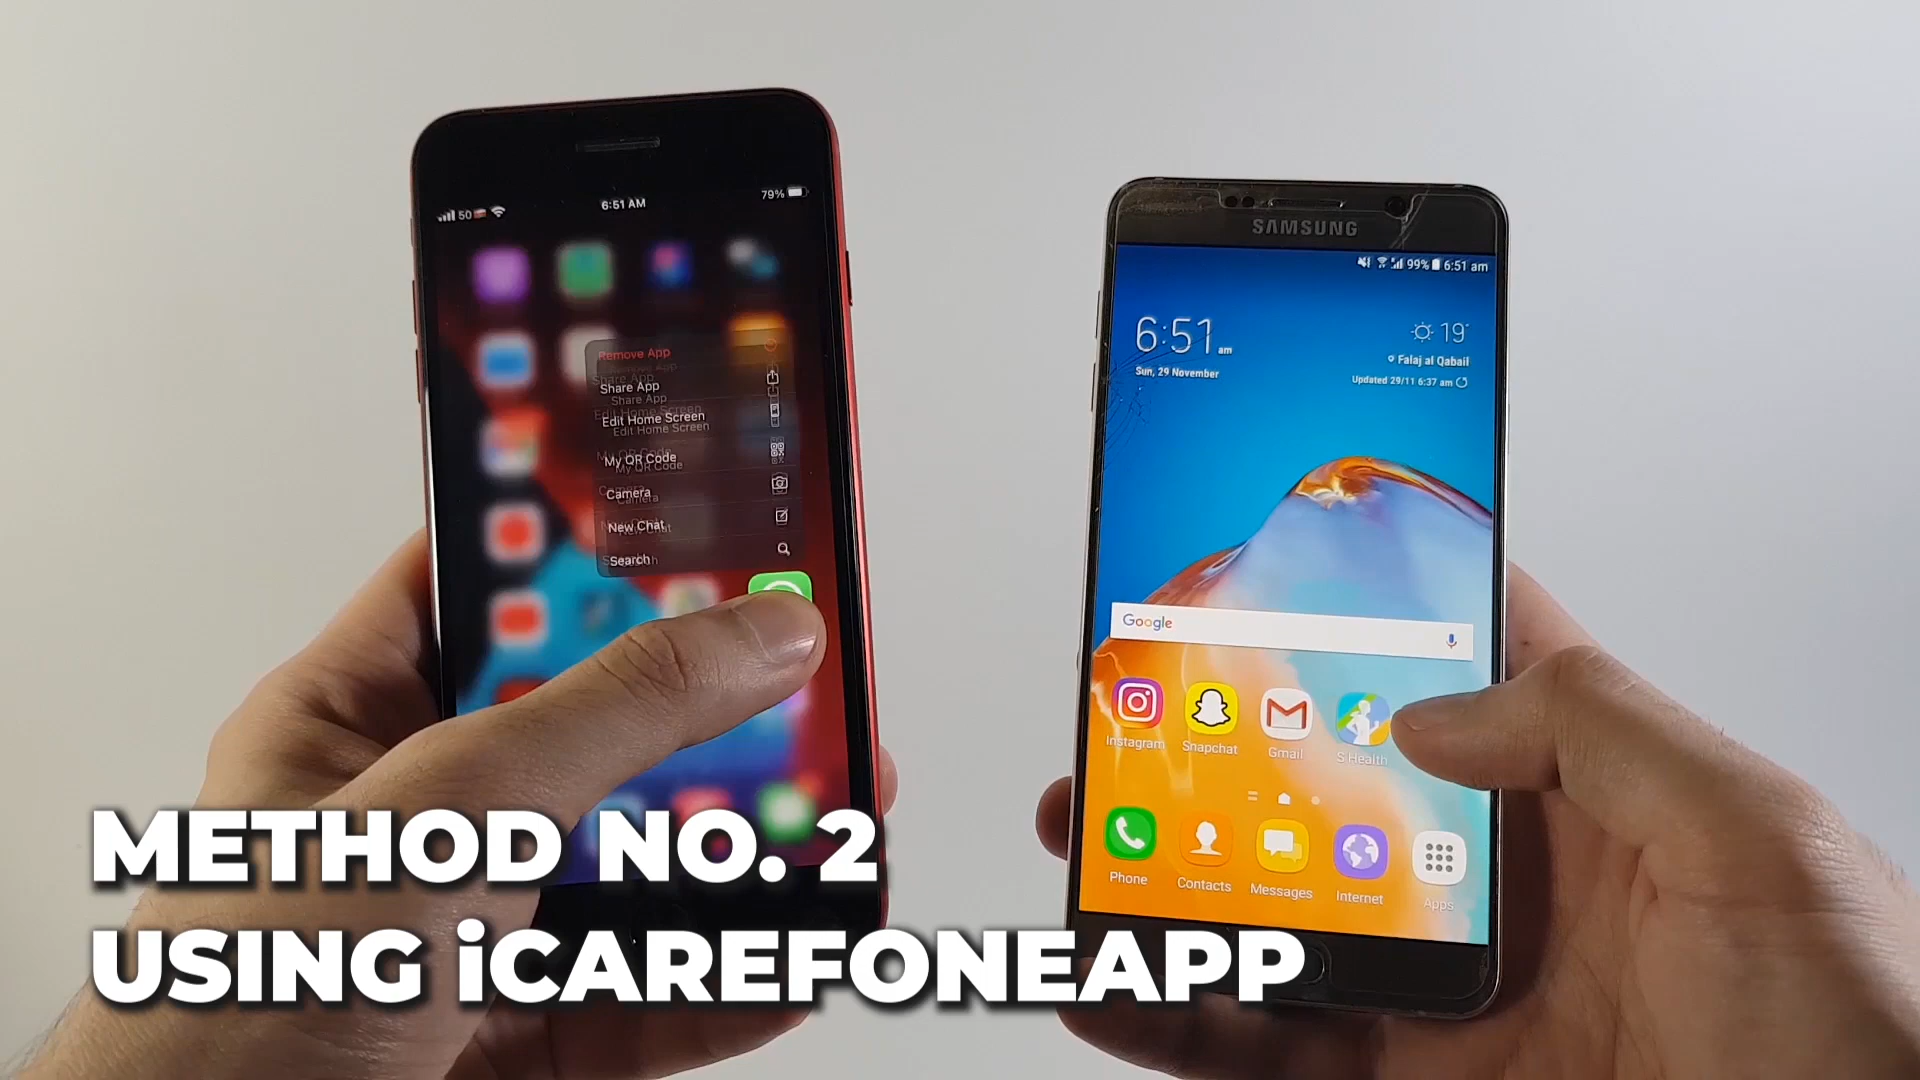 50
6:51 AM
79%
Remove App
Share App
Edit Home Screen
My QR Code
Camera
New Chat
Search
SAMSUNG
99% 6:51 am
6:51 am
Sun, 29 November
19°
Falaj al Qabail
Updated 29/11 6:37 am
Google
Instagram
Snapchat
Gmail
S Health
Phone
Contacts
Messages
Internet
Apps
METHOD NO. 2
USING iCAREFONEAPP